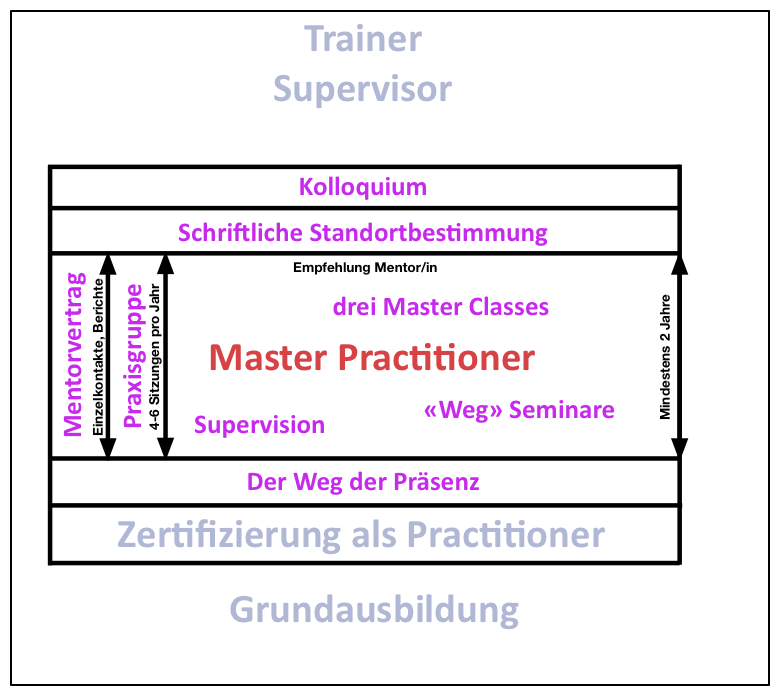 Trainer
Supervisor
Kolloquium
Schriftliche Standortbestimmung
Empfehlung Mentor/in
Mentorvertrag
Einzelkontakte, Berichte
Praxisgruppe
4-6 Sitzungen pro Jahr
drei Master Classes
Master Practitioner
«Weg» Seminare
Supervision
Mindestens 2 Jahre
Der Weg der Präsenz
Zertifizierung als Practitioner
Grundausbildung